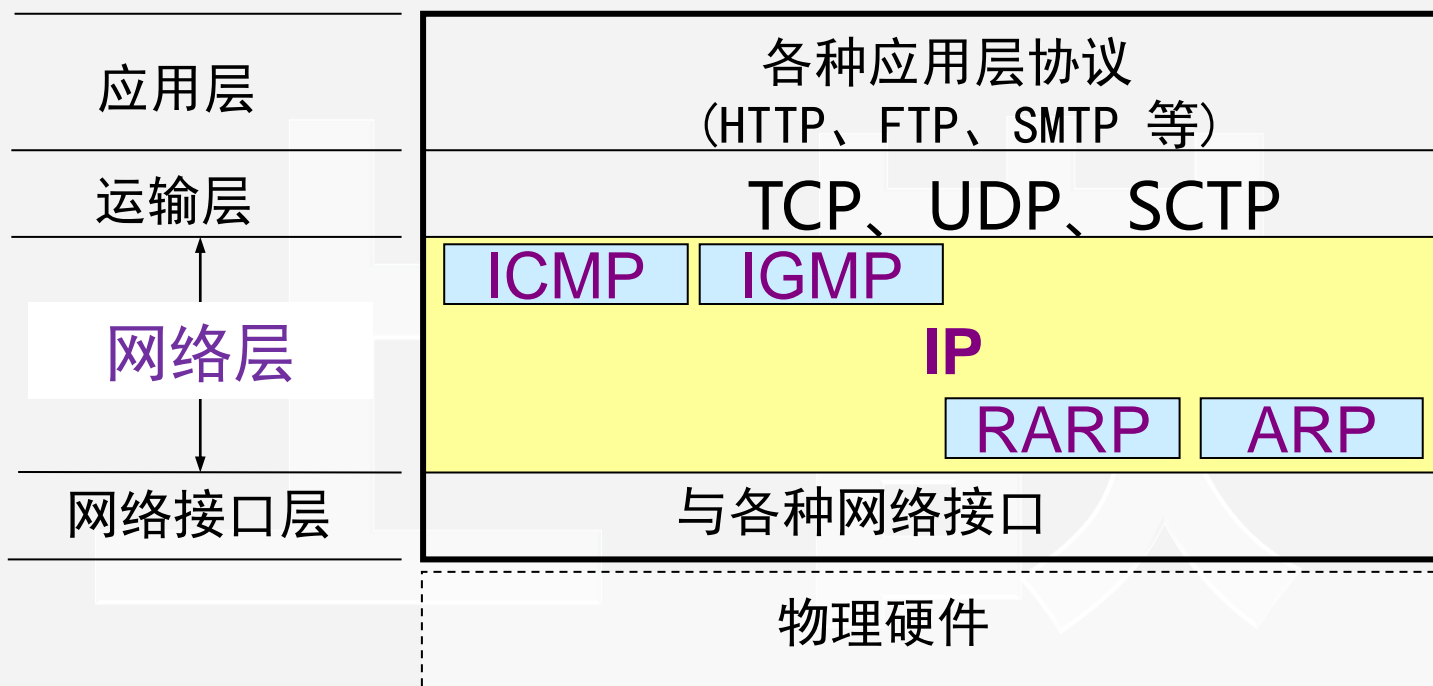 应用层
各种应用层协议
(HTTP、FTP、SMTP 等)
运输层
TCP、UDP、SCTP
ICMP
IGMP
网络层
IP
RARP
ARP
网络接口层
与各种网络接口
物理硬件